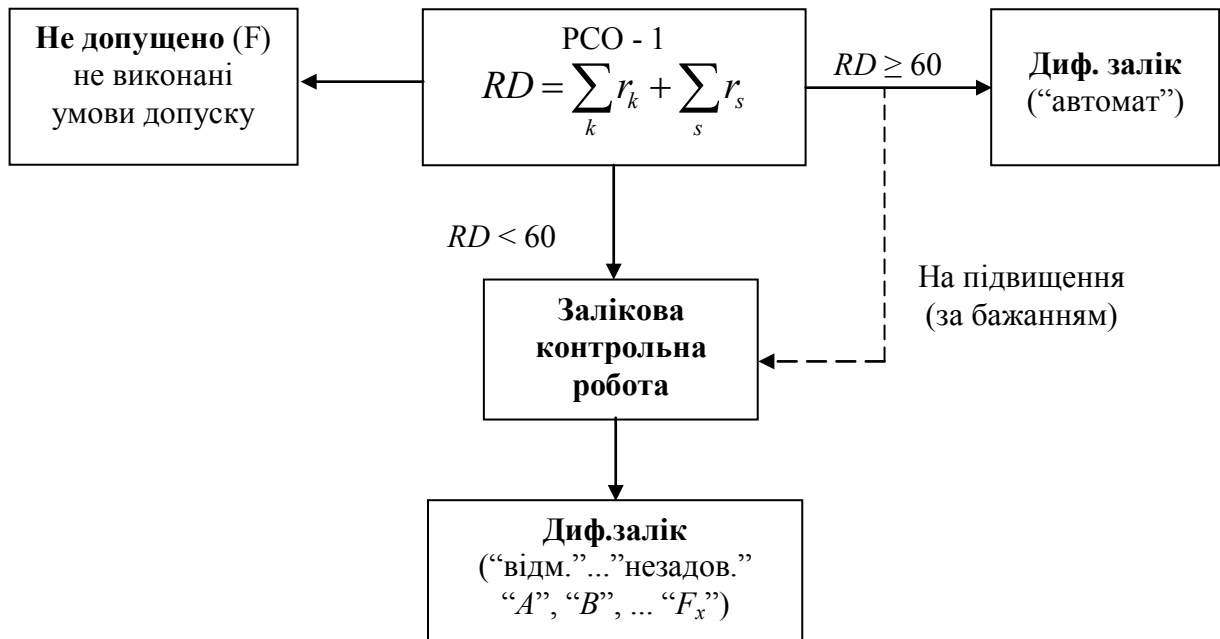 Не допущено (F)
не виконані
умови допуску
РСО - 1
RD = ∑ r_k + ∑ r_s
k s
RD ≥ 60
Диф. залік
(“автомат”)
RD < 60
На підвищення
(за бажанням)
Залікова
контрольна
робота
Диф.залік
(“відм.”...”незадов.”
“A”, “B”, ... “F_x”)